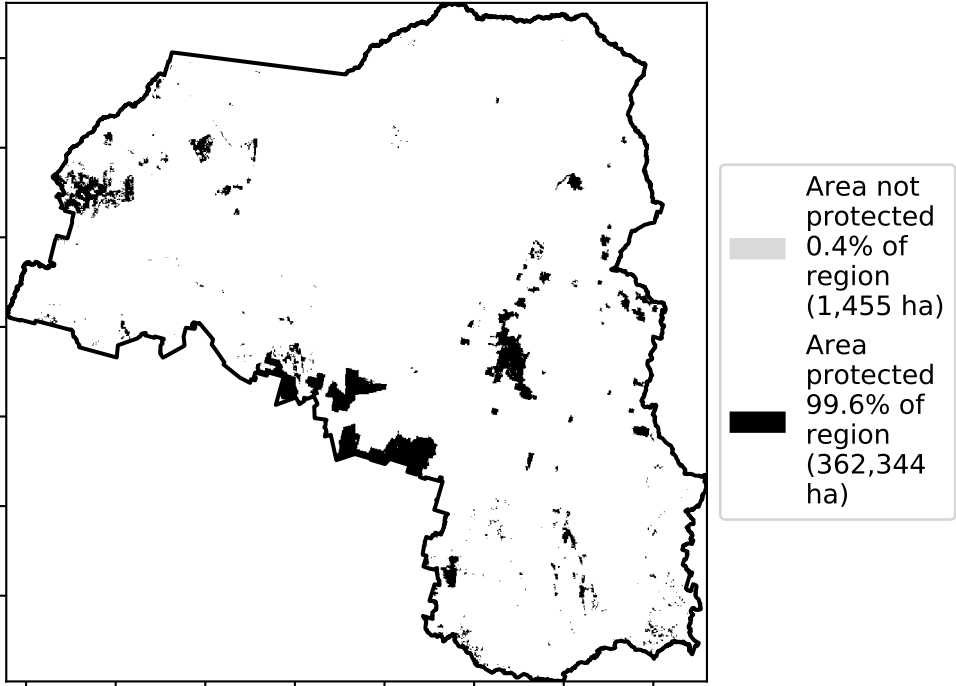 Area not
protected
0.4% of
region
(1,455 ha)
Area
protected
99.6% of
region
(362,344
ha)